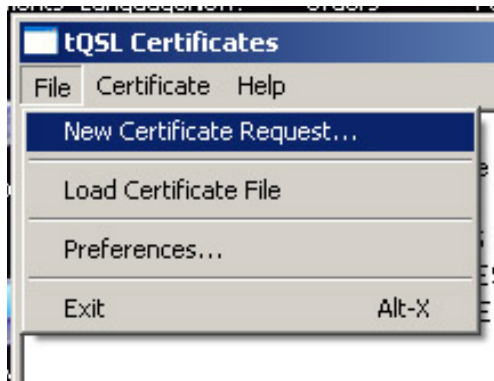 tQSL Certificates
File Certificate Help
New Certificate Request...
Load Certificate File
Preferences...
Exit Alt-X